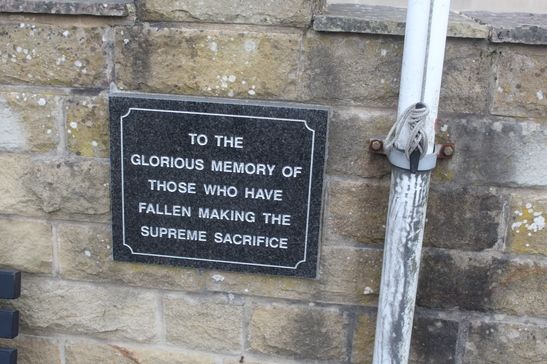 TO THE
GLORIOUS MEMORY OF
THOSE WHO HAVE
FALLEN MAKING THE
SUPREME SACRIFICE